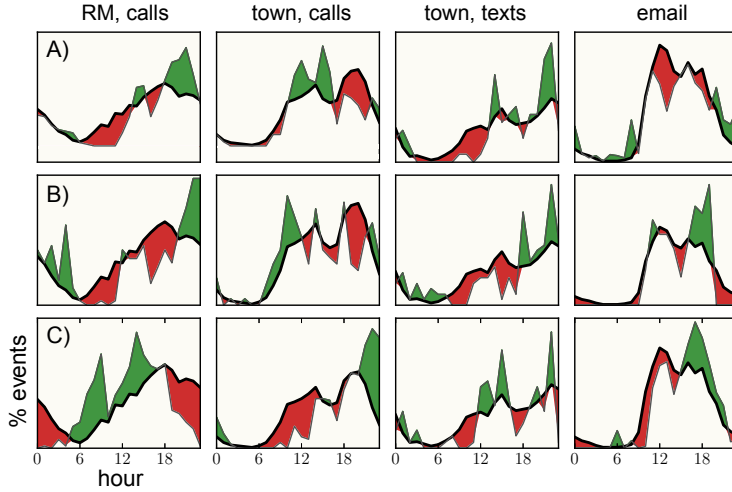 RM, calls town, calls town, texts email
A)
B)
C)
% events
0 6 12 18 0 6 12 18 0 6 12 18 0 6 12 18
hour